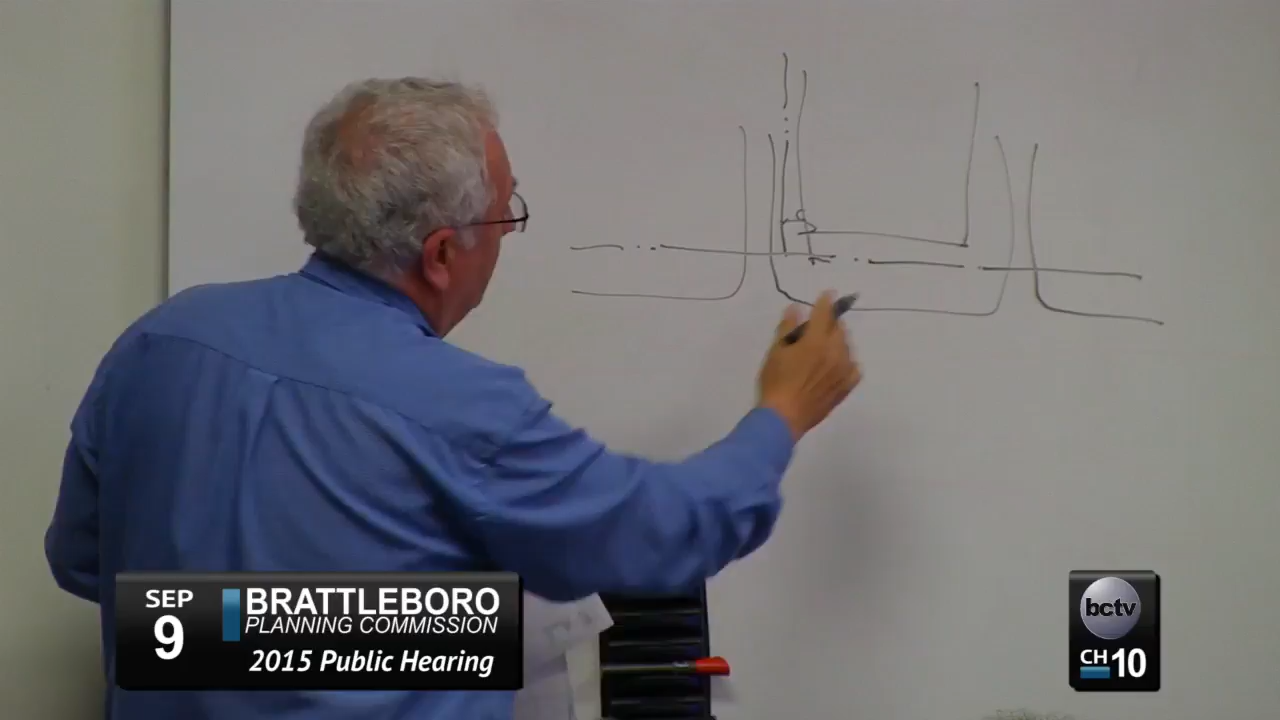 SEP
9
BRATTLEBORO
PLANNING COMMISSION
2015 Public Hearing
bctv
CH 10